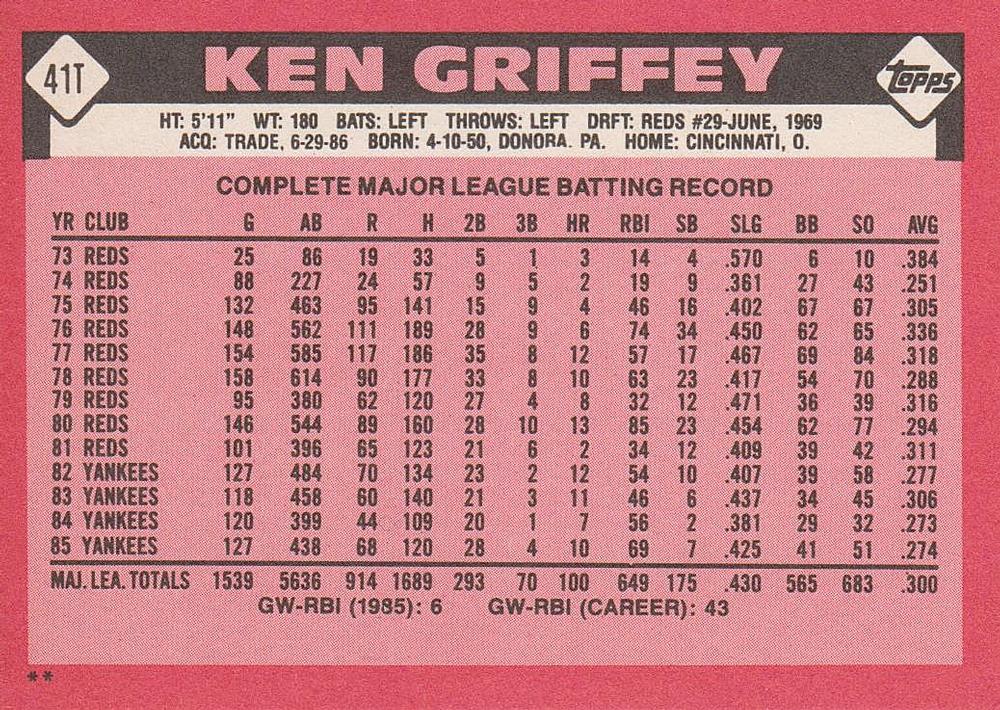 41T KEN GRIFFEY TOPPS
HT: 5'11" WT: 180 BATS: LEFT THROWS: LEFT DRFT: REDS #29-JUNE, 1969
ACQ: TRADE, 6-29-86 BORN: 4-10-50, DONORA. PA. HOME: CINCINNATI, O.
COMPLETE MAJOR LEAGUE BATTING RECORD
YR CLUB G AB R H 2B 3B HR RBI SB SLG BB SO AVG
73 REDS 25 86 19 33 5 1 3 14 4 .570 6 10 .384
74 REDS 88 227 24 57 9 5 2 19 9 .361 27 43 .251
75 REDS 132 463 95 141 15 9 4 46 16 .402 67 67 .305
76 REDS 148 562 111 189 28 9 6 74 34 .450 62 65 .336
77 REDS 154 585 117 186 35 8 12 57 17 .467 69 84 .318
78 REDS 158 614 90 177 33 8 10 63 23 .417 54 70 .288
79 REDS 95 380 62 120 27 4 8 32 12 .471 36 39 .316
80 REDS 146 544 89 160 28 10 13 85 23 .454 62 77 .294
81 REDS 101 396 65 123 21 6 2 34 12 .409 39 42 .311
82 YANKEES 127 484 70 134 23 2 12 54 10 .407 39 58 .277
83 YANKEES 118 458 60 140 21 3 11 46 6 .437 34 45 .306
84 YANKEES 120 399 44 109 20 1 7 56 2 .381 29 32 .273
85 YANKEES 127 438 68 120 28 4 10 69 7 .425 41 51 .274
MAJ. LEA. TOTALS 1539 5636 914 1689 293 70 100 649 175 .430 565 683 .300
GW-RBI (1985): 6 GW-RBI (CAREER): 43
**